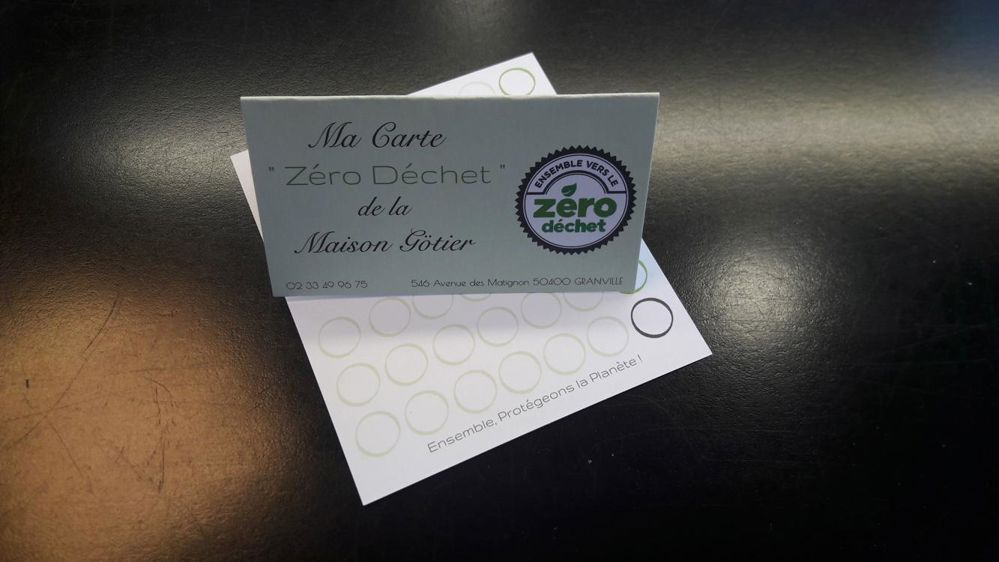 Ma Carte
" Zéro Déchet "
de la
Maison Götier
02 33 49 96 75
546 Avenue des Matignon 50400 GRANVILLE
ENSEMBLE VERS LE
zéro
déchet
Ensemble, Protégeons la Planète !